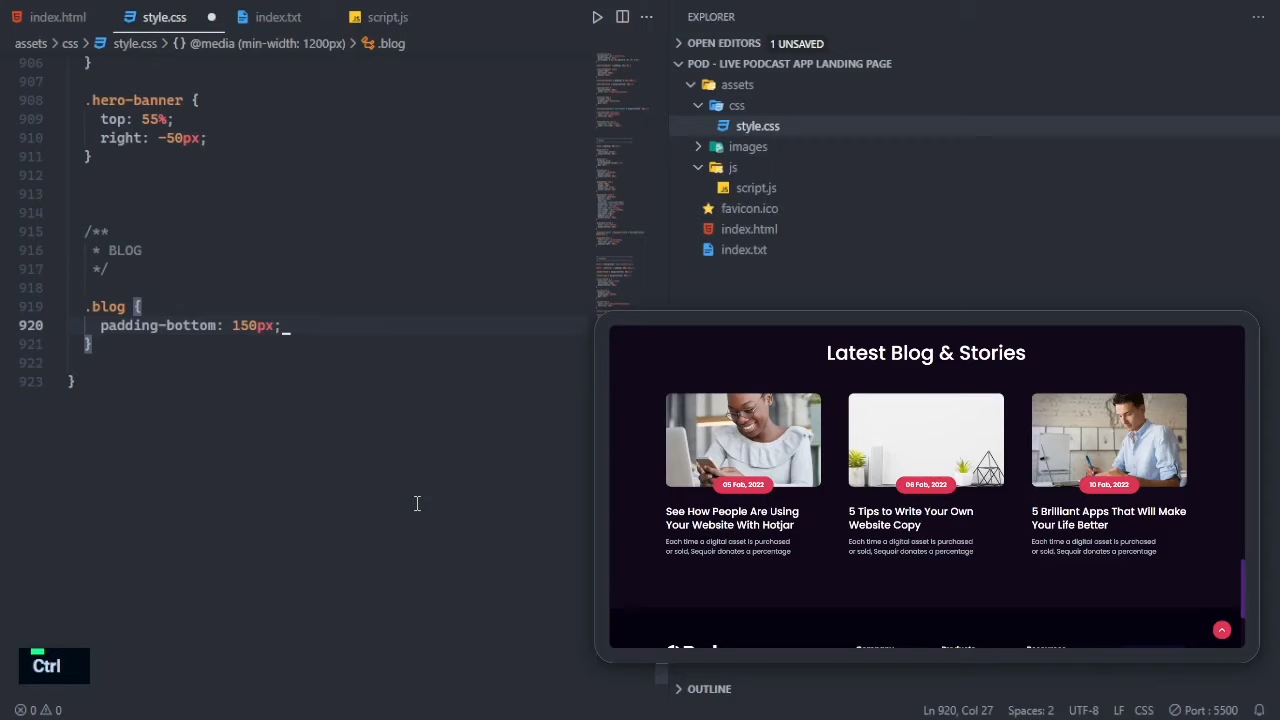 index.html
style.css
index.txt
script.js
assets > css > style.css > {} @media (min-width: 1200px) > .blog
906 }
907
908 .hero-banner {
909 top: 55%;
910 right: -50px;
911 }
912
913
914
915 /**
916 * BLOG
917 */
918
919 .blog {
920 padding-bottom: 150px;
921 }
922
923 }
EXPLORER
OPEN EDITORS 1 UNSAVED
POD - LIVE PODCAST APP LANDING PAGE
assets
css
style.css
images
js
script.js
favicon.ico
index.html
index.txt
Latest Blog & Stories
05 Fab, 2022
See How People Are Using
Your Website With Hotjar
Each time a digital asset is purchased
or sold, Sequoir donates a percentage
06 Fab, 2022
5 Tips to Write Your Own
Website Copy
Each time a digital asset is purchased
or sold, Sequoir donates a percentage
10 Fab, 2022
5 Brilliant Apps That Will Make
Your Life Better
Each time a digital asset is purchased
or sold, Sequoir donates a percentage
Ctrl
OUTLINE
0 0
Ln 920, Col 27 Spaces: 2 UTF-8 LF CSS Port : 5500